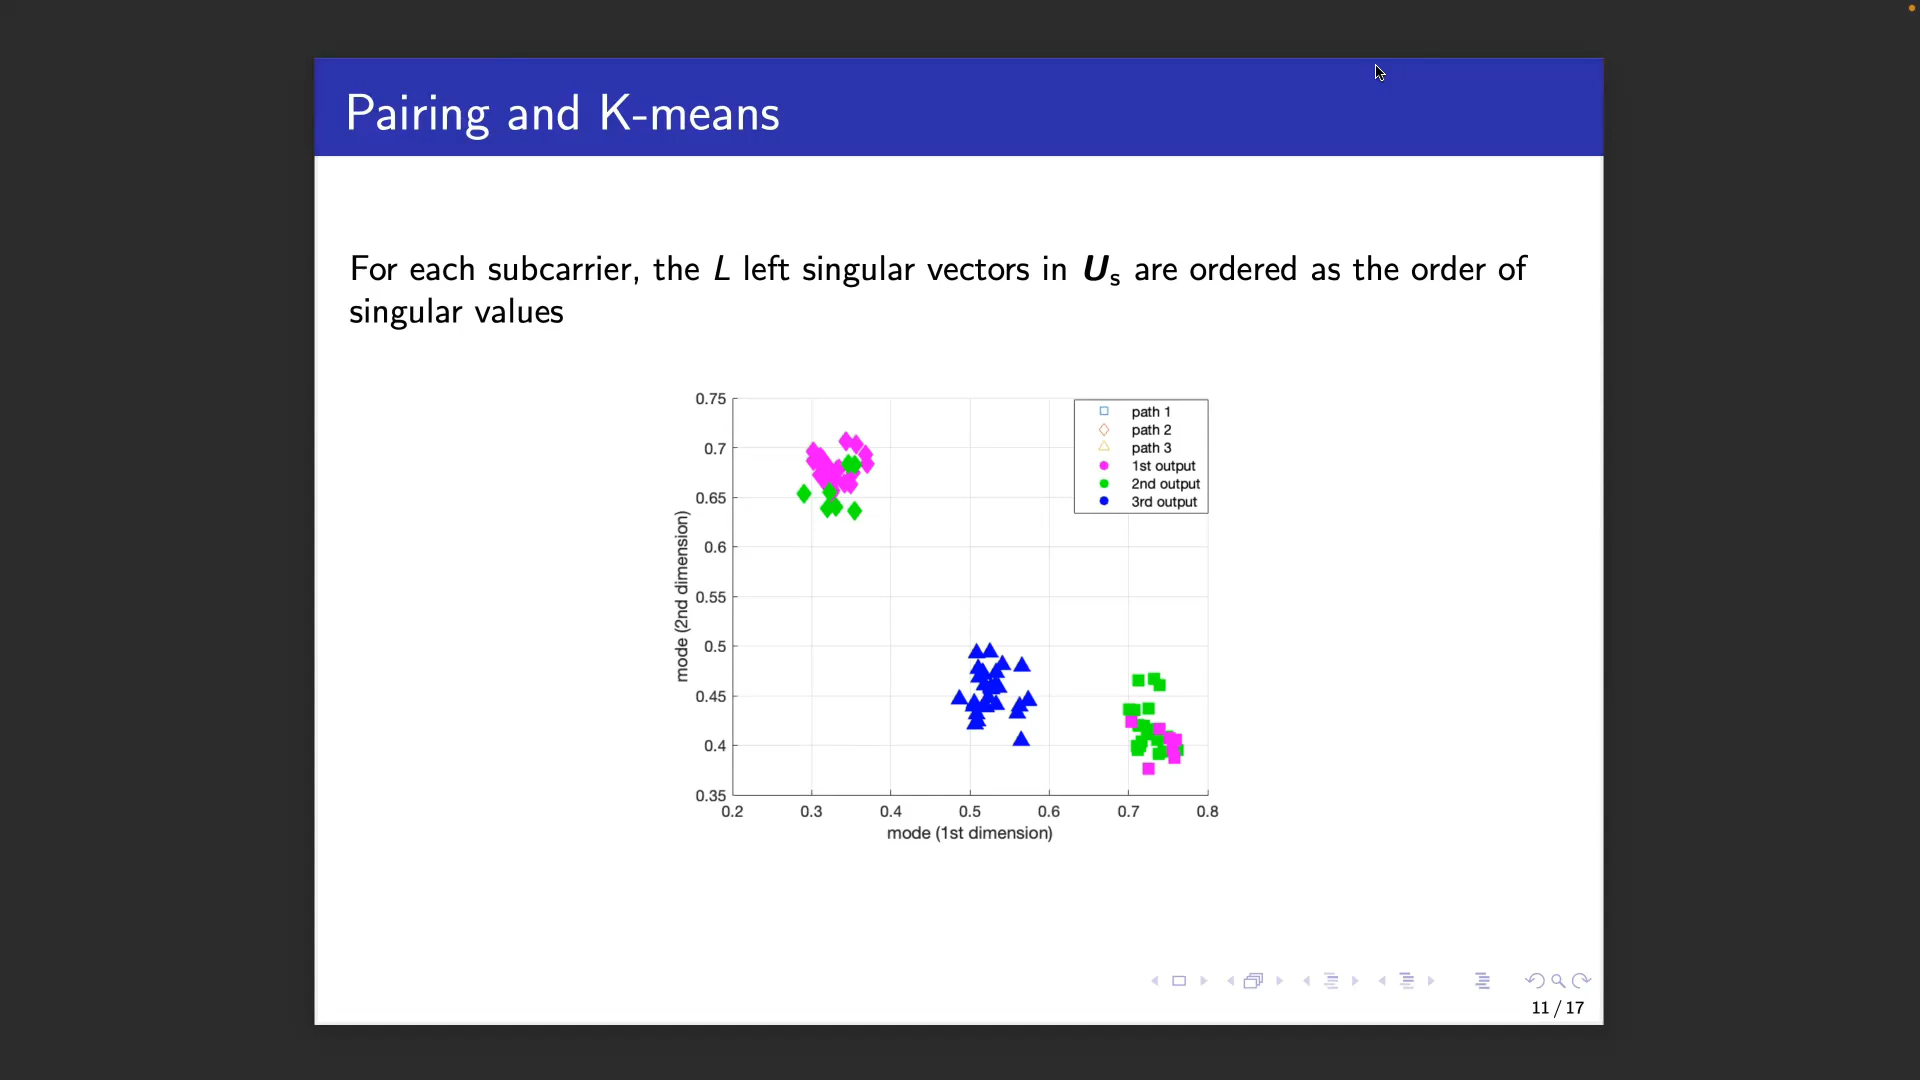 Pairing and K-means
For each subcarrier, the L left singular vectors in Us are ordered as the order of
singular values
0.75
0.7
0.65
0.6
0.55
0.5
0.45
0.4
0.35
mode (2nd dimension)
path 1
path 2
path 3
1st output
2nd output
3rd output
0.2 0.3 0.4 0.5 0.6 0.7 0.8
mode (1st dimension)
11 / 17